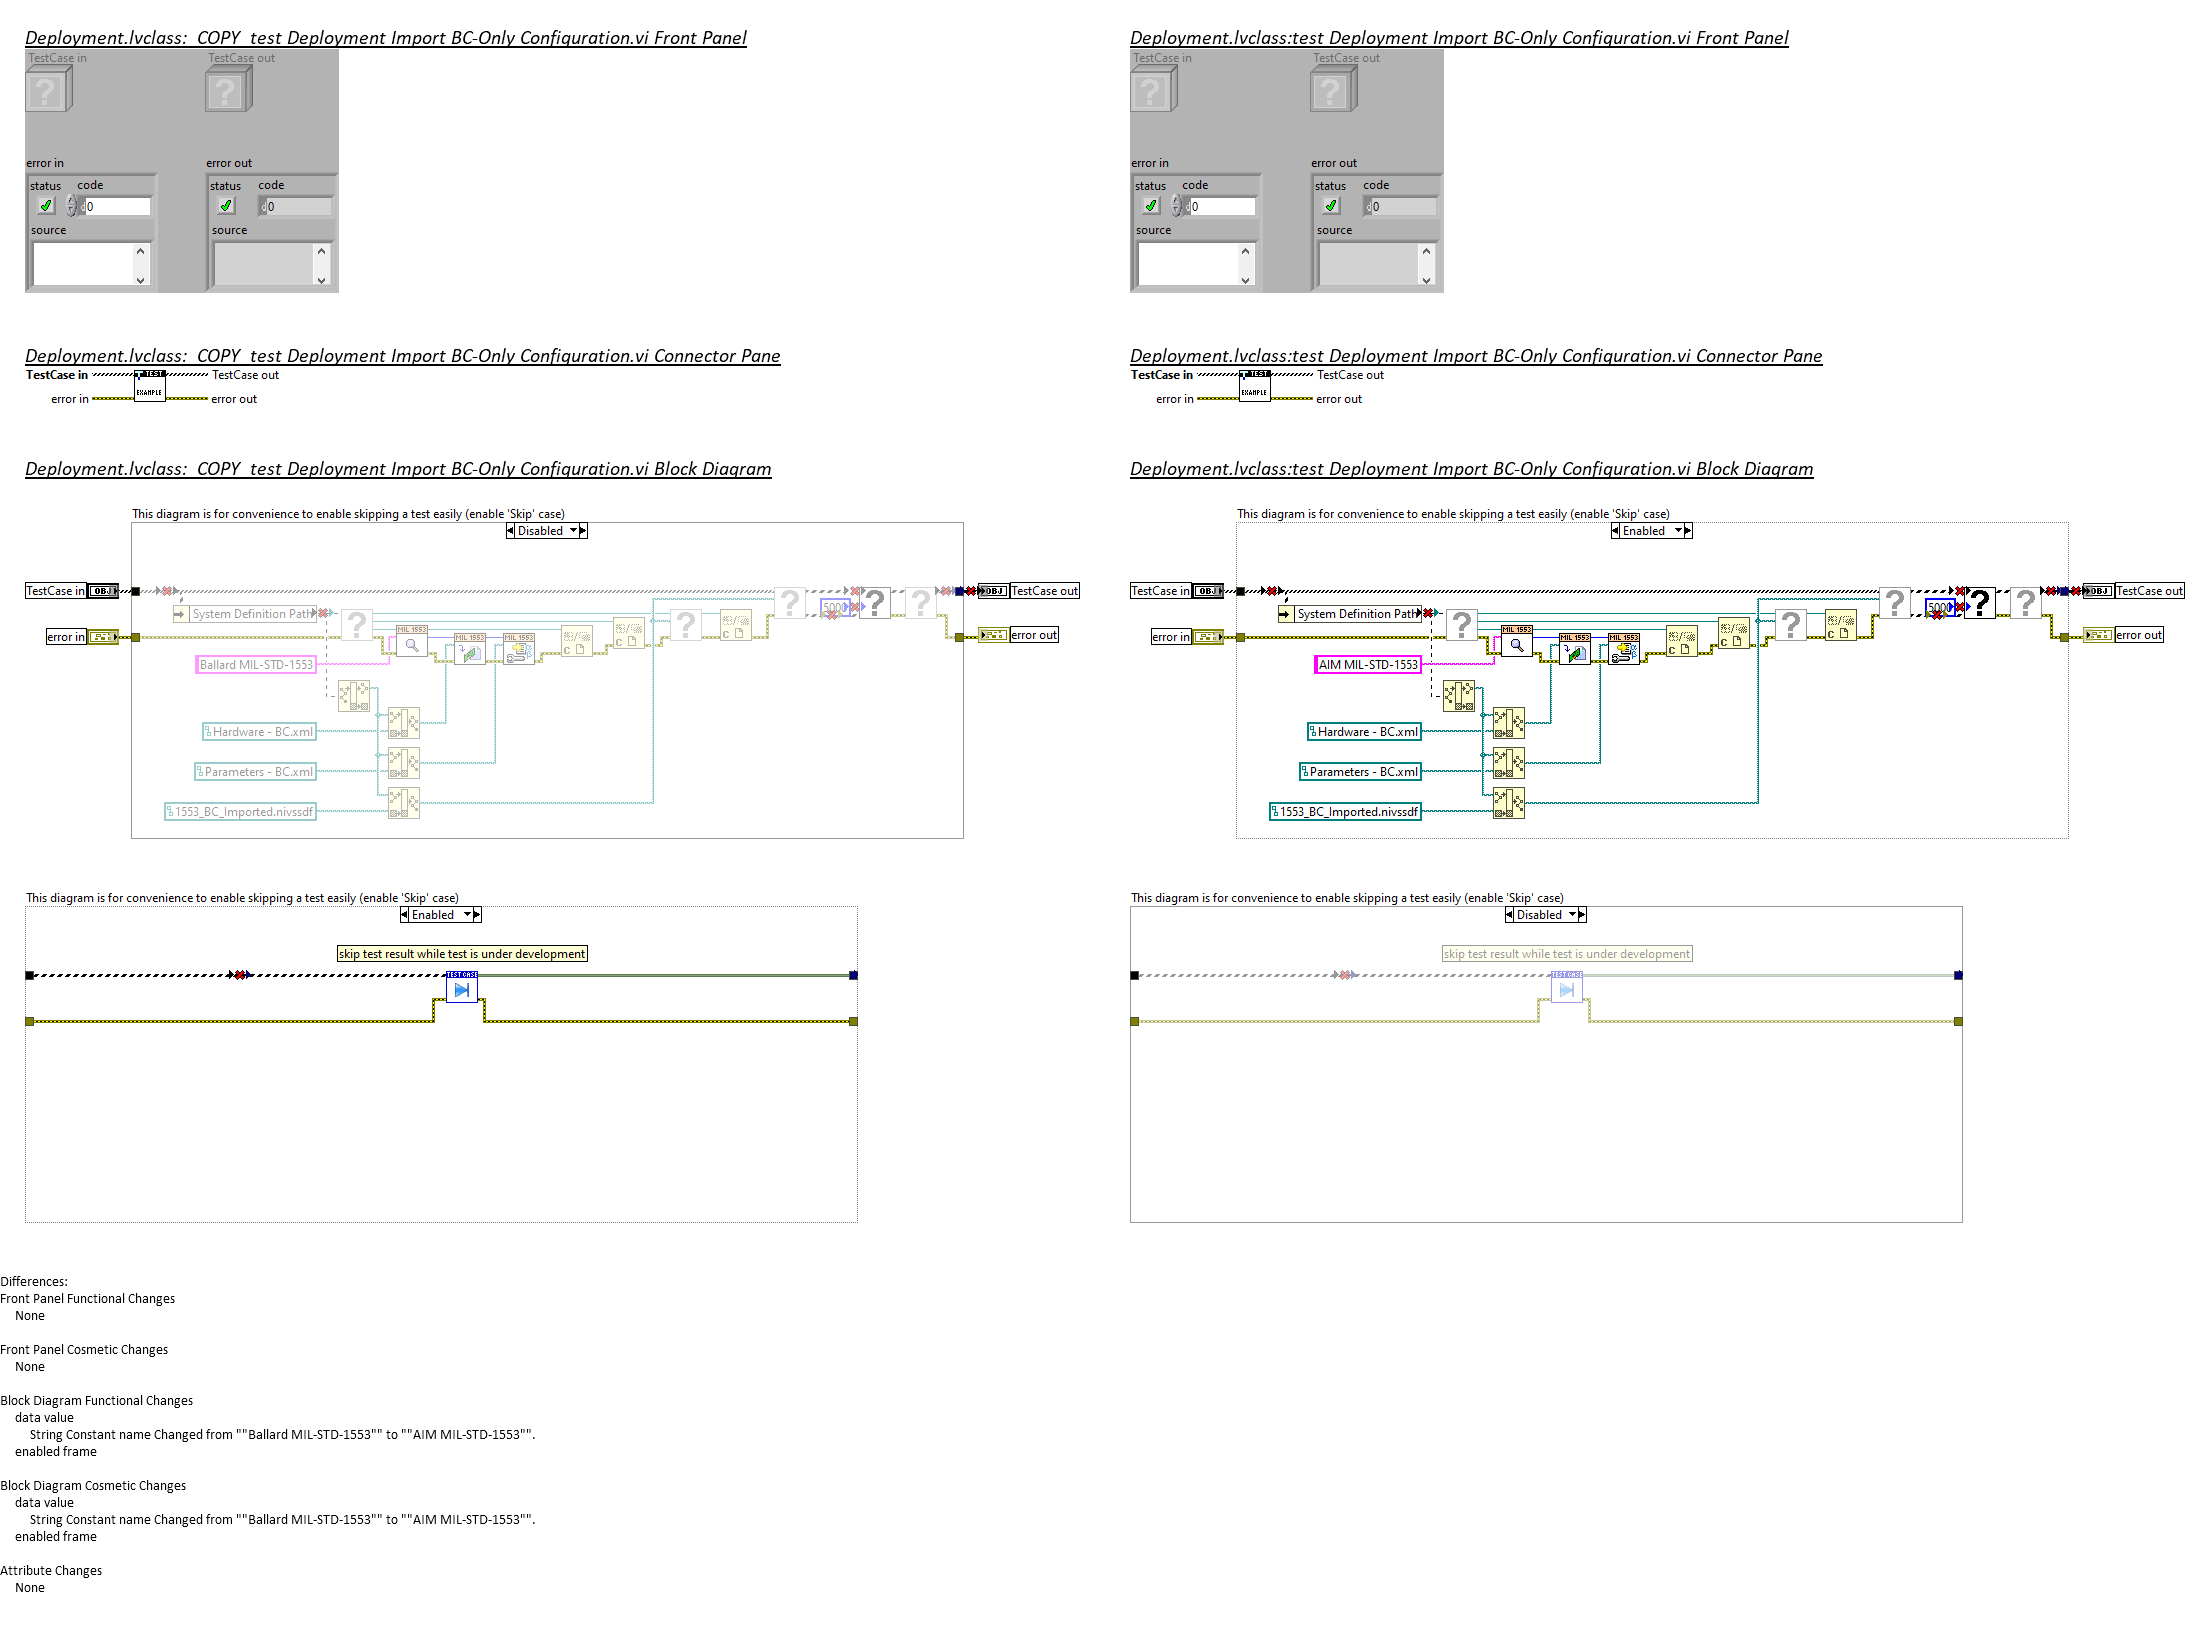 Deployment.lvclass:_COPY_test Deployment Import BC-Only Configuration.vi Front Panel
TestCase in
TestCase out
error in
error out
status code
status code
0
0
source
source
Deployment.lvclass:_COPY_test Deployment Import BC-Only Configuration.vi Connector Pane
TestCase in
TEST
TestCase out
error in
EXAMPLE
error out
Deployment.lvclass:_COPY_test Deployment Import BC-Only Configuration.vi Block Diagram
This diagram is for convenience to enable skipping a test easily (enable 'Skip' case)
Disabled
TestCase in
OBJ
OBJ
TestCase out
System Definition Path
5000
error in
error out
MIL 1553
MIL 1553
MIL 1553
Ballard MIL-STD-1553
Hardware - BC.xml
Parameters - BC.xml
1553_BC_Imported.nivssdf
This diagram is for convenience to enable skipping a test easily (enable 'Skip' case)
Enabled
skip test result while test is under development
TEST CASE
Deployment.lvclass:test Deployment Import BC-Only Configuration.vi Front Panel
TestCase in
TestCase out
error in
error out
status code
status code
0
0
source
source
Deployment.lvclass:test Deployment Import BC-Only Configuration.vi Connector Pane
TestCase in
TEST
TestCase out
error in
EXAMPLE
error out
Deployment.lvclass:test Deployment Import BC-Only Configuration.vi Block Diagram
This diagram is for convenience to enable skipping a test easily (enable 'Skip' case)
Enabled
TestCase in
OBJ
OBJ
TestCase out
System Definition Path
5000
error in
error out
MIL 1553
MIL 1553
MIL 1553
AIM MIL-STD-1553
Hardware - BC.xml
Parameters - BC.xml
1553_BC_Imported.nivssdf
This diagram is for convenience to enable skipping a test easily (enable 'Skip' case)
Disabled
skip test result while test is under development
TEST CASE
Differences:
Front Panel Functional Changes
None
Front Panel Cosmetic Changes
None
Block Diagram Functional Changes
data value
String Constant name Changed from ""Ballard MIL-STD-1553"" to ""AIM MIL-STD-1553"".
enabled frame
Block Diagram Cosmetic Changes
data value
String Constant name Changed from ""Ballard MIL-STD-1553"" to ""AIM MIL-STD-1553"".
enabled frame
Attribute Changes
None